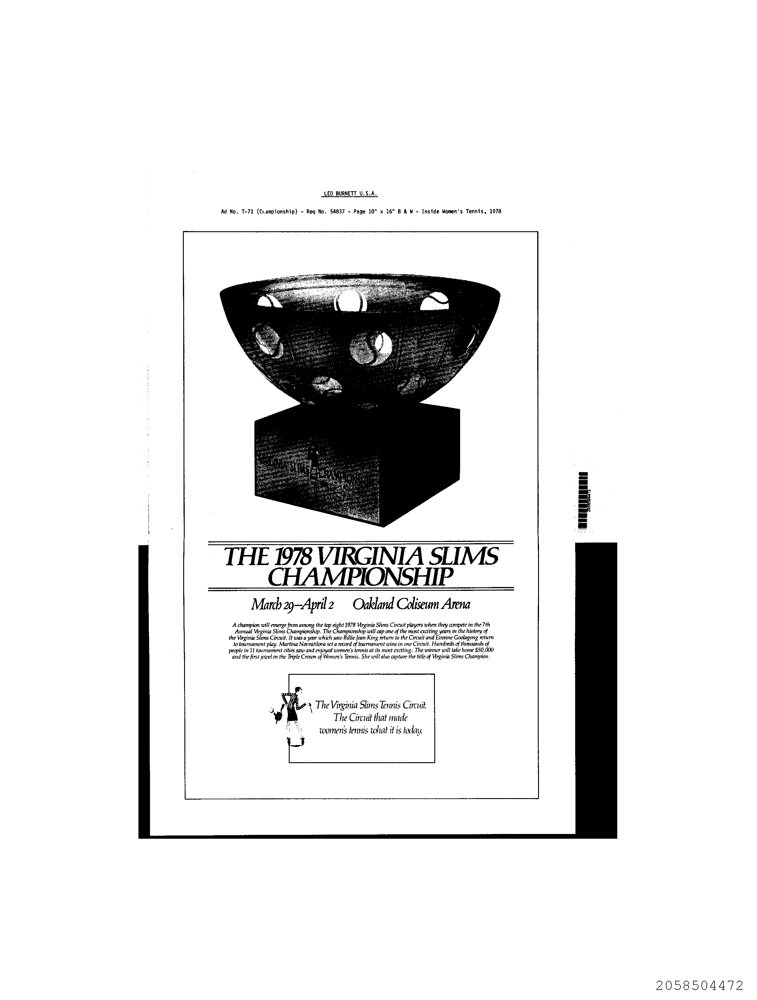 LEO BURNETT U.S.A.
Ad No. T-71 (Championship) - Req No. 54837 - Page 10" x 16" B & W - Inside Women's Tennis, 1978
THE 1978 VIRGINIA SLIMS
CHAMPIONSHIP
March 29–April 2 Oakland Coliseum Arena
A champion will emerge from among the top eight 1978 Virginia Slims Circuit players when they compete in the 7th
Annual Virginia Slims Championship. The Championship will cap one of the most exciting years in the history of
the Virginia Slims Circuit. It was a year which saw Billie Jean King return to the Circuit and Evonne Goolagong return
to tournament play. Martina Navratilova set a record of tournament wins in one Circuit. Hundreds of thousands of
people in 11 tournament cities saw and enjoyed women's tennis at its most exciting. The winner will take home $50,000
and the first jewel in the Triple Crown of Women's Tennis. She will also capture the title of Virginia Slims Champion.
The Virginia Slims Tennis Circuit.
The Circuit that made
women's tennis what it is today.
2058504472